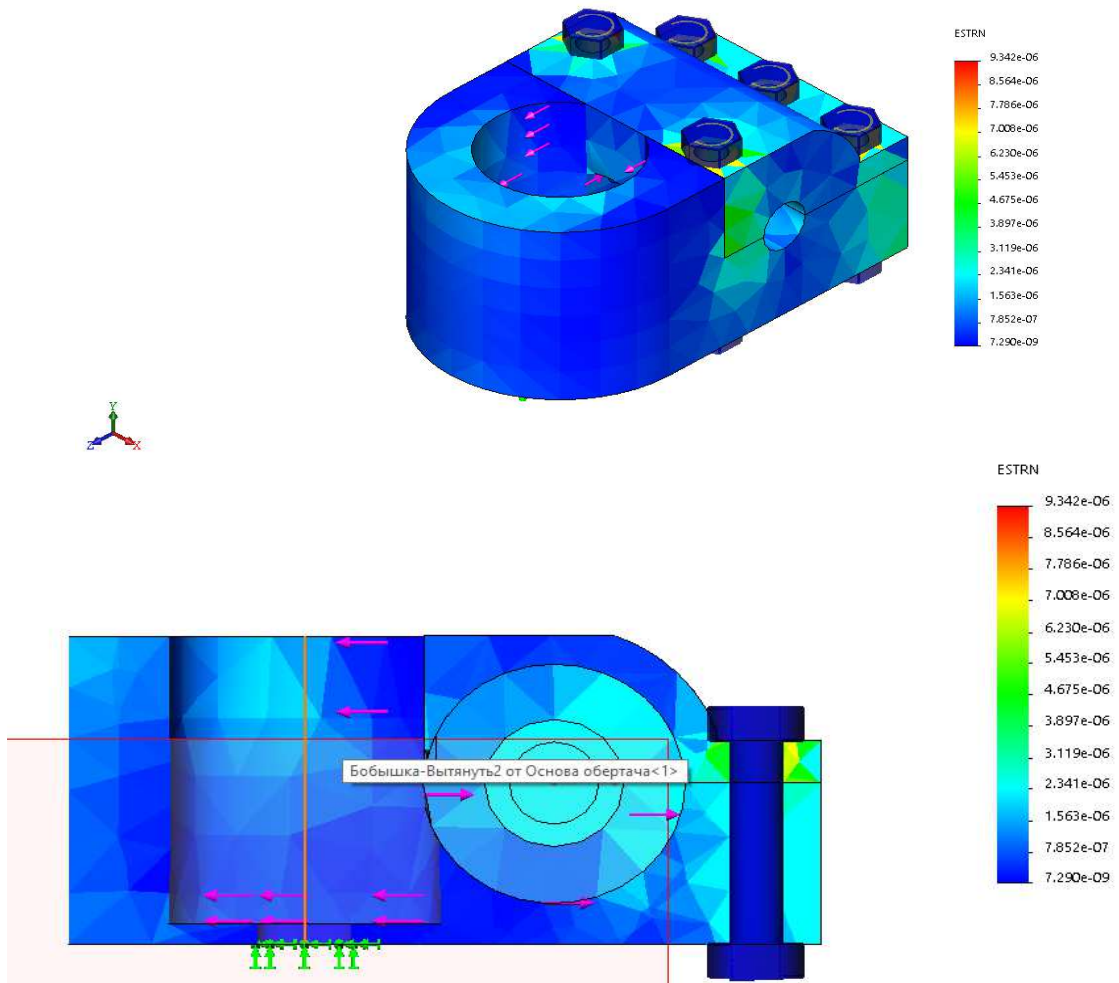 ESTRN
9.342e-06
8.564e-06
7.786e-06
7.008e-06
6.230e-06
5.453e-06
4.675e-06
3.897e-06
3.119e-06
2.341e-06
1.563e-06
7.852e-07
7.290e-09
Y
Z
X
ESTRN
9.342e-06
8.564e-06
7.786e-06
7.008e-06
6.230e-06
5.453e-06
4.675e-06
3.897e-06
3.119e-06
2.341e-06
1.563e-06
7.852e-07
7.290e-09
Бобышка-Вытянуть2 от Основа обертача<1>